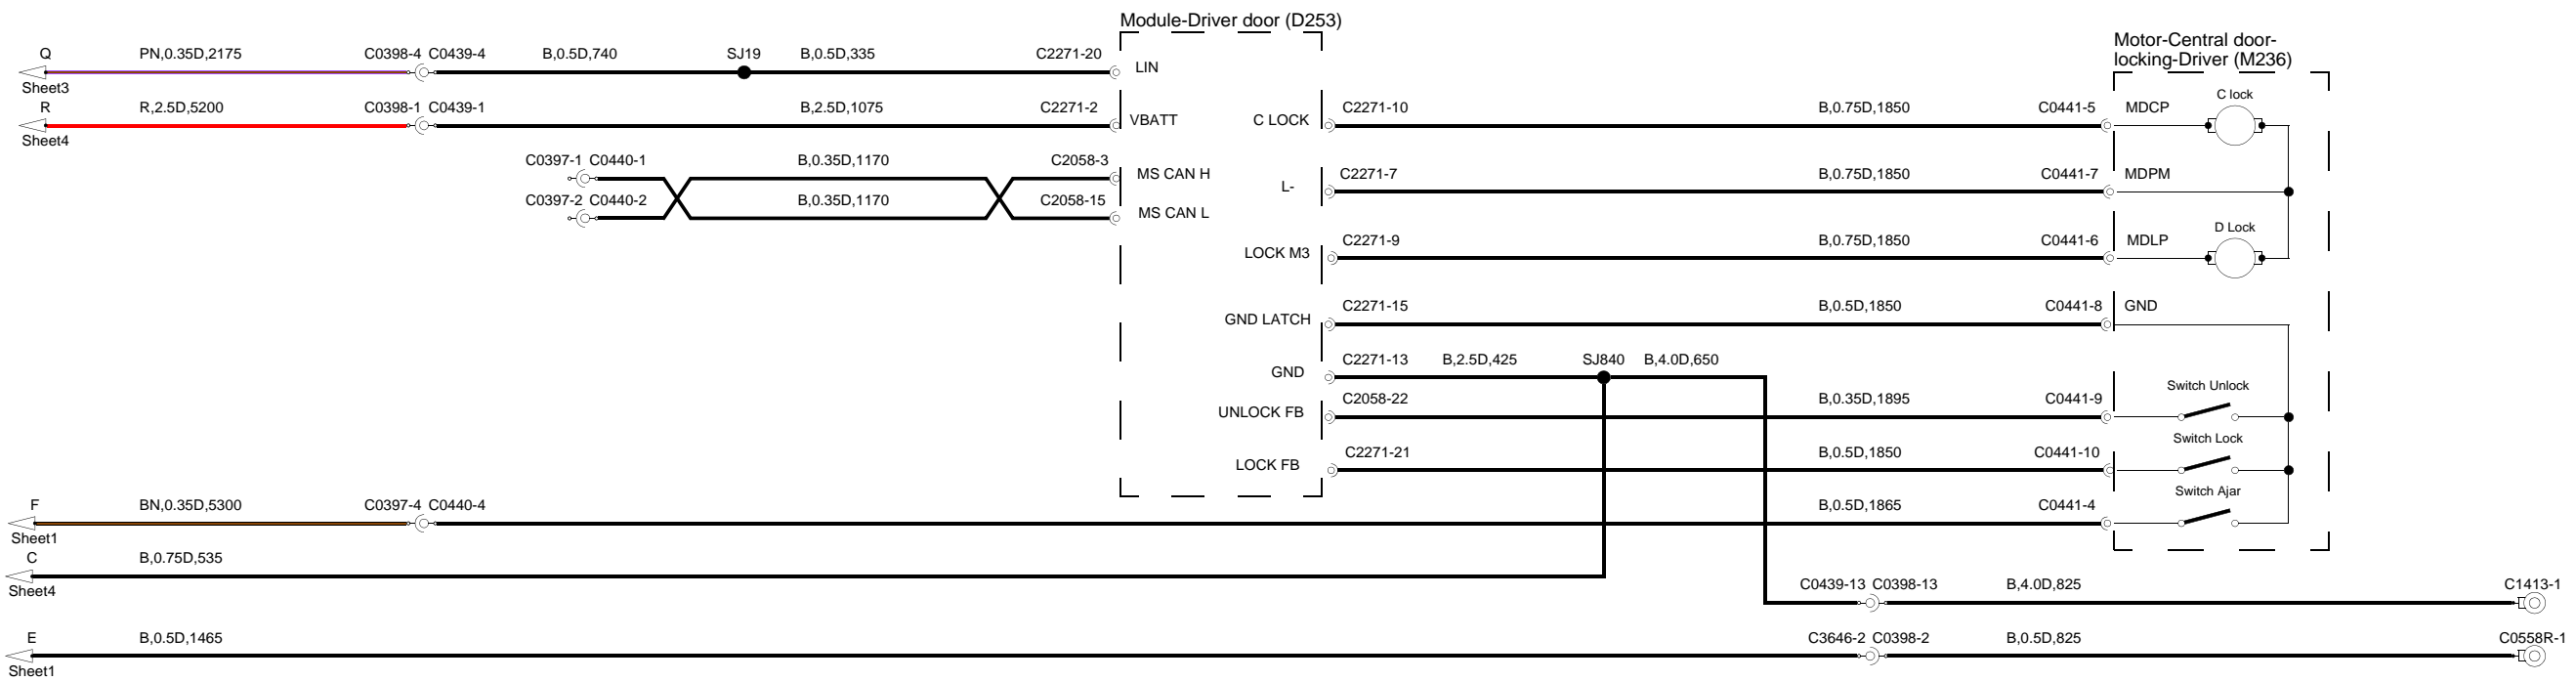 Module-Driver door (D253)
Motor-Central door-
locking-Driver (M236)
Q PN,0.35D,2175 C0398-4 C0439-4 B,0.5D,740 SJ19 B,0.5D,335 C2271-20 LIN
Sheet3
R R,2.5D,5200 C0398-1 C0439-1 B,2.5D,1075 C2271-2 VBATT
Sheet4
C LOCK C2271-10 B,0.75D,1850 C0441-5 MDCP C lock
C0397-1 C0440-1 B,0.35D,1170 C2058-3 MS CAN H
C0397-2 C0440-2 B,0.35D,1170 C2058-15 MS CAN L
L- C2271-7 B,0.75D,1850 C0441-7 MDPM
LOCK M3 C2271-9 B,0.75D,1850 C0441-6 MDLP D Lock
GND LATCH C2271-15 B,0.5D,1850 C0441-8 GND
GND C2271-13 B,2.5D,425 SJ840 B,4.0D,650
UNLOCK FB C2058-22 B,0.35D,1895 C0441-9 Switch Unlock
LOCK FB C2271-21 B,0.5D,1850 C0441-10 Switch Lock
F BN,0.35D,5300 C0397-4 C0440-4 B,0.5D,1865 C0441-4 Switch Ajar
Sheet1
C B,0.75D,535
Sheet4
C0439-13 C0398-13 B,4.0D,825 C1413-1
E B,0.5D,1465 C3646-2 C0398-2 B,0.5D,825 C0558R-1
Sheet1